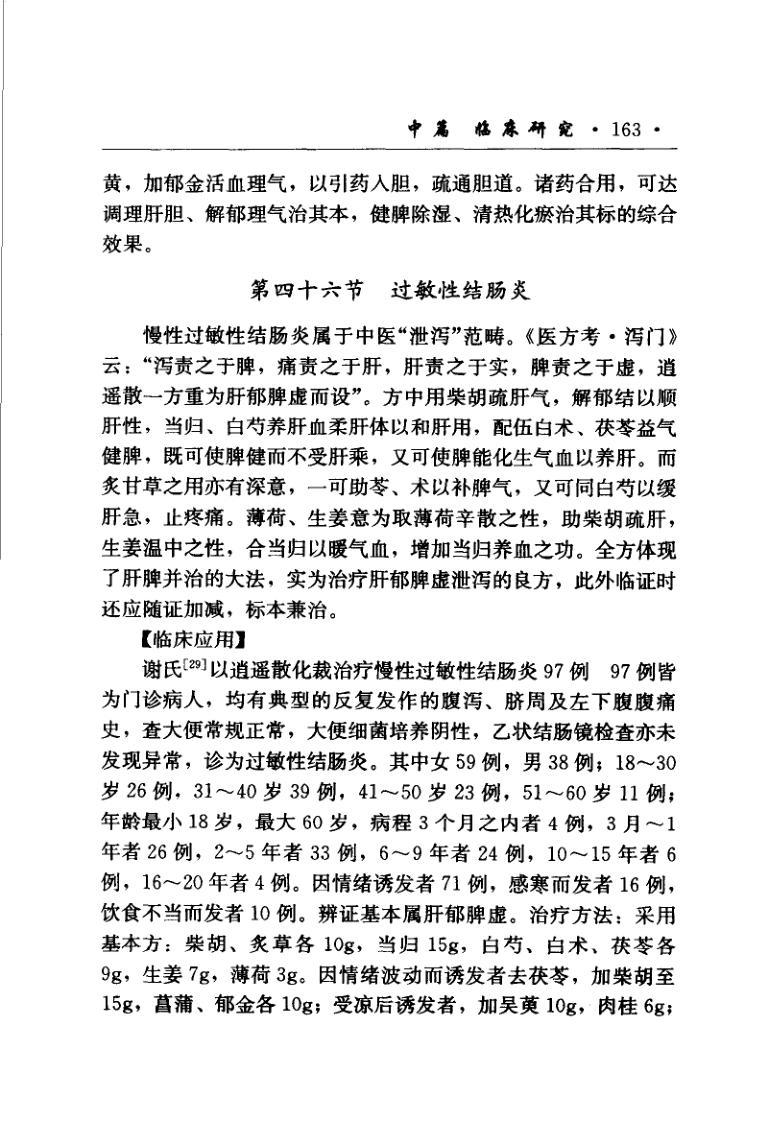 中篇 临床研究 · 163 ·
黄，加郁金活血理气，以引药入胆，疏通胆道。诸药合用，可达
调理肝胆、解郁理气治其本，健脾除湿、清热化瘀治其标的综合
效果。
第四十六节 过敏性结肠炎
慢性过敏性结肠炎属于中医“泄泻”范畴。《医方考·泻门》
云：“泻责之于脾，痛责之于肝，肝责之于实，脾责之于虚，逍
遥散一方重为肝郁脾虚而设”。方中用柴胡疏肝气，解郁结以顺
肝性，当归、白芍养肝血柔肝体以和肝用，配伍白术、茯苓益气
健脾，既可使脾健而不受肝乘，又可使脾能化生气血以养肝。而
炙甘草之用亦有深意，一可助苓、术以补脾气，又可同白芍以缓
肝急，止疼痛。薄荷、生姜意为取薄荷辛散之性，助柴胡疏肝，
生姜温中之性，合当归以暖气血，增加当归养血之功。全方体现
了肝脾并治的大法，实为治疗肝郁脾虚泄泻的良方，此外临证时
还应随证加减，标本兼治。
【临床应用】
谢氏[29]以逍遥散化裁治疗慢性过敏性结肠炎 97 例 97 例皆
为门诊病人，均有典型的反复发作的腹泻、脐周及左下腹腹痛
史，查大便常规正常，大便细菌培养阴性，乙状结肠镜检查亦未
发现异常，诊为过敏性结肠炎。其中女 59 例，男 38 例；18～30
岁 26 例，31～40 岁 39 例，41～50 岁 23 例，51～60 岁 11 例；
年龄最小 18 岁，最大 60 岁，病程 3 个月之内者 4 例，3 月～1
年者 26 例，2～5 年者 33 例，6～9 年者 24 例，10～15 年者 6
例，16～20 年者 4 例。因情绪诱发者 71 例，感寒而发者 16 例，
饮食不当而发者 10 例。辨证基本属肝郁脾虚。治疗方法：采用
基本方：柴胡、炙草各 10g，当归 15g，白芍、白术、茯苓各
9g，生姜 7g，薄荷 3g。因情绪波动而诱发者去茯苓，加柴胡至
15g，菖蒲、郁金各 10g；受凉后诱发者，加吴萸 10g，肉桂 6g；